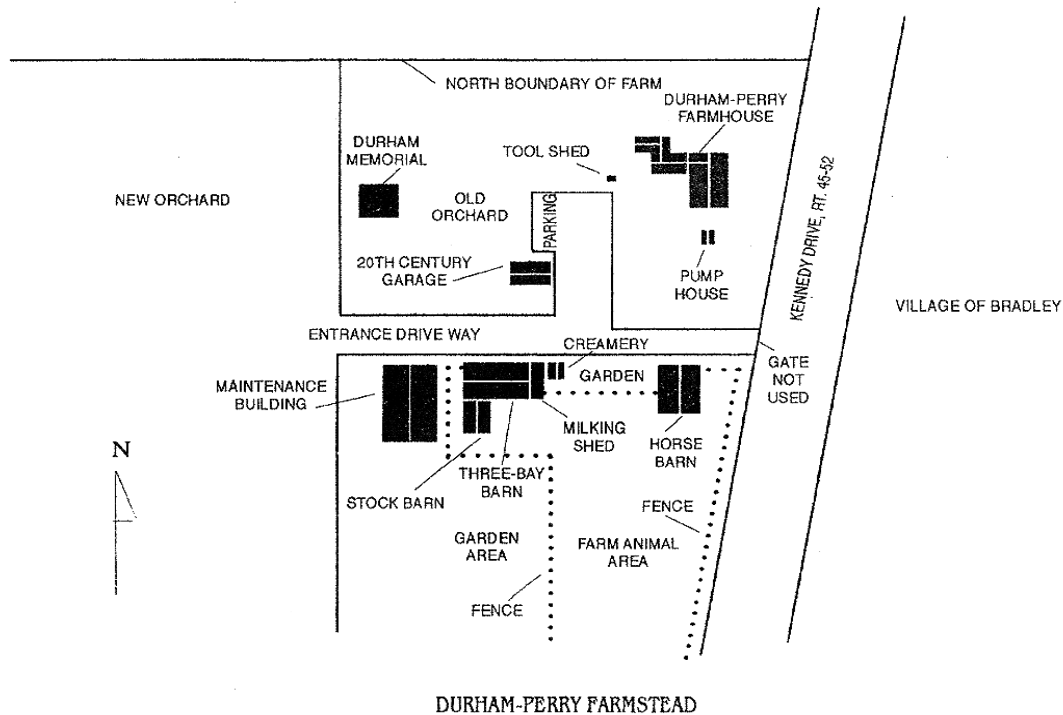 NORTH BOUNDARY OF FARM
DURHAM-PERRY
FARMHOUSE
DURHAM
MEMORIAL
TOOL SHED
NEW ORCHARD
OLD
ORCHARD
PARKING
KENNEDY DRIVE, RT. 45-52
20TH CENTURY
GARAGE
PUMP
HOUSE
VILLAGE OF BRADLEY
ENTRANCE DRIVE WAY
CREAMERY
GARDEN
GATE
NOT
USED
MAINTENANCE
BUILDING
MILKING
SHED
HORSE
BARN
N
THREE-BAY
BARN
STOCK BARN
FENCE
GARDEN
AREA
FARM ANIMAL
AREA
FENCE
DURHAM-PERRY FARMSTEAD